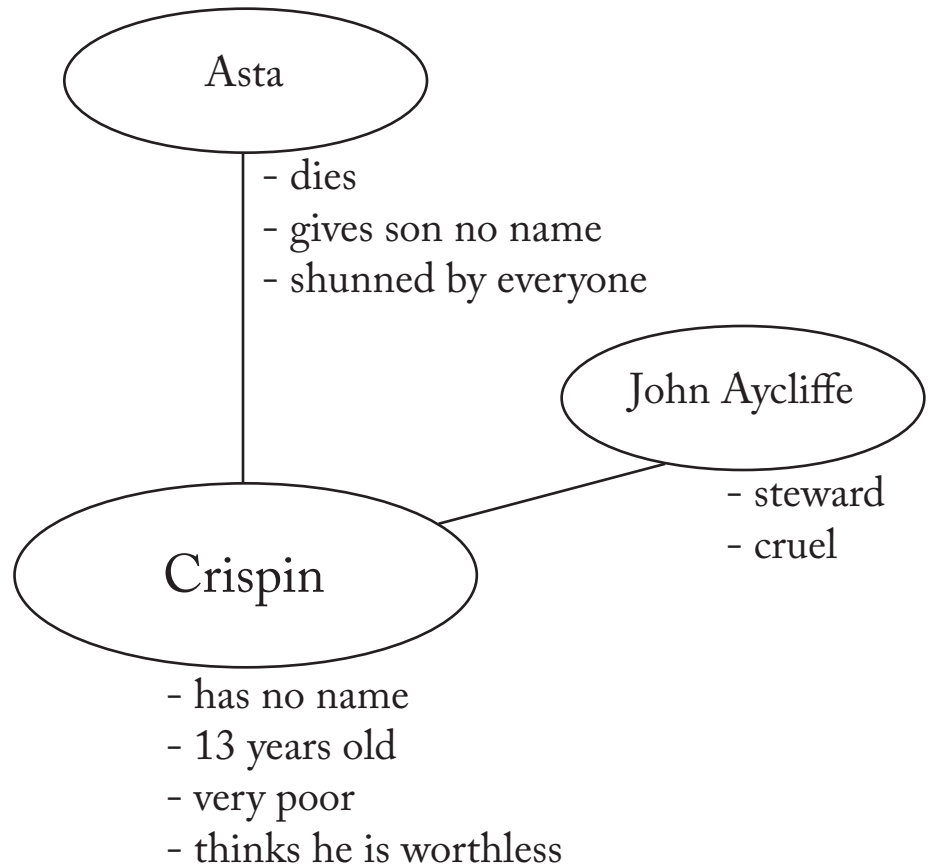 Asta
- dies
- gives son no name
- shunned by everyone
John Aycliffe
- steward
- cruel
Crispin
- has no name
- 13 years old
- very poor
- thinks he is worthless